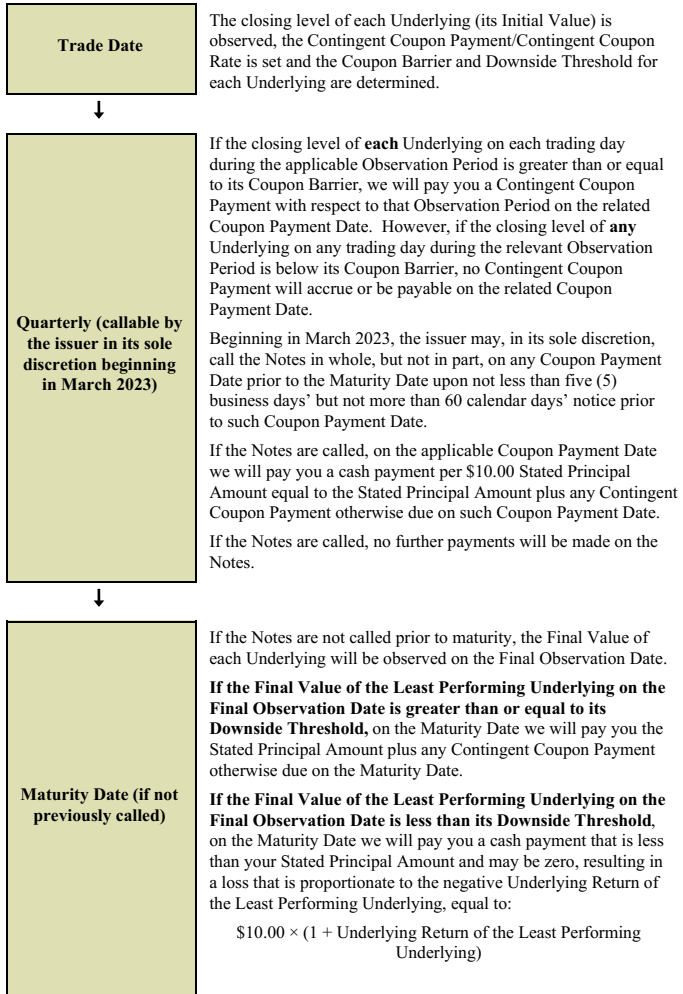 Trade Date
The closing level of each Underlying (its Initial Value) is
observed, the Contingent Coupon Payment/Contingent Coupon
Rate is set and the Coupon Barrier and Downside Threshold for
each Underlying are determined.
Quarterly (callable by
the issuer in its sole
discretion beginning
in March 2023)
If the closing level of each Underlying on each trading day
during the applicable Observation Period is greater than or equal
to its Coupon Barrier, we will pay you a Contingent Coupon
Payment with respect to that Observation Period on the related
Coupon Payment Date. However, if the closing level of any
Underlying on any trading day during the relevant Observation
Period is below its Coupon Barrier, no Contingent Coupon
Payment will accrue or be payable on the related Coupon
Payment Date.
Beginning in March 2023, the issuer may, in its sole discretion,
call the Notes in whole, but not in part, on any Coupon Payment
Date prior to the Maturity Date upon not less than five (5)
business days’ but not more than 60 calendar days’ notice prior
to such Coupon Payment Date.
If the Notes are called, on the applicable Coupon Payment Date
we will pay you a cash payment per $10.00 Stated Principal
Amount equal to the Stated Principal Amount plus any Contingent
Coupon Payment otherwise due on such Coupon Payment Date.
If the Notes are called, no further payments will be made on the
Notes.
Maturity Date (if not
previously called)
If the Notes are not called prior to maturity, the Final Value of
each Underlying will be observed on the Final Observation Date.
If the Final Value of the Least Performing Underlying on the
Final Observation Date is greater than or equal to its
Downside Threshold, on the Maturity Date we will pay you the
Stated Principal Amount plus any Contingent Coupon Payment
otherwise due on the Maturity Date.
If the Final Value of the Least Performing Underlying on the
Final Observation Date is less than its Downside Threshold,
on the Maturity Date we will pay you a cash payment that is less
than your Stated Principal Amount and may be zero, resulting in
a loss that is proportionate to the negative Underlying Return of
the Least Performing Underlying, equal to:
$10.00 × (1 + Underlying Return of the Least Performing
Underlying)